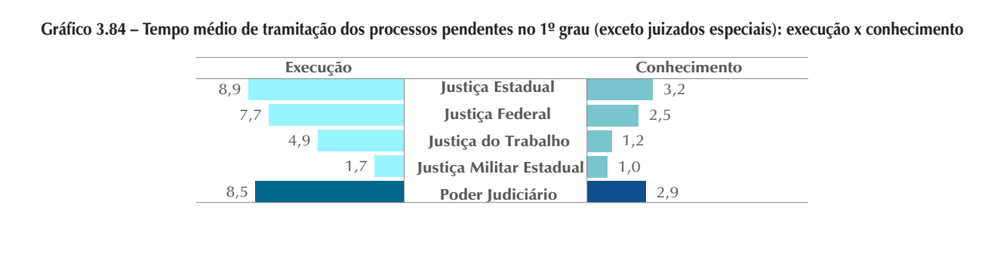 Gráfico 3.84 – Tempo médio de tramitação dos processos pendentes no 1º grau (exceto juizados especiais): execução x conhecimento
Execução Conhecimento
8,9 Justiça Estadual 3,2
7,7 Justiça Federal 2,5
4,9 Justiça do Trabalho 1,2
1,7 Justiça Militar Estadual 1,0
8,5 Poder Judiciário 2,9